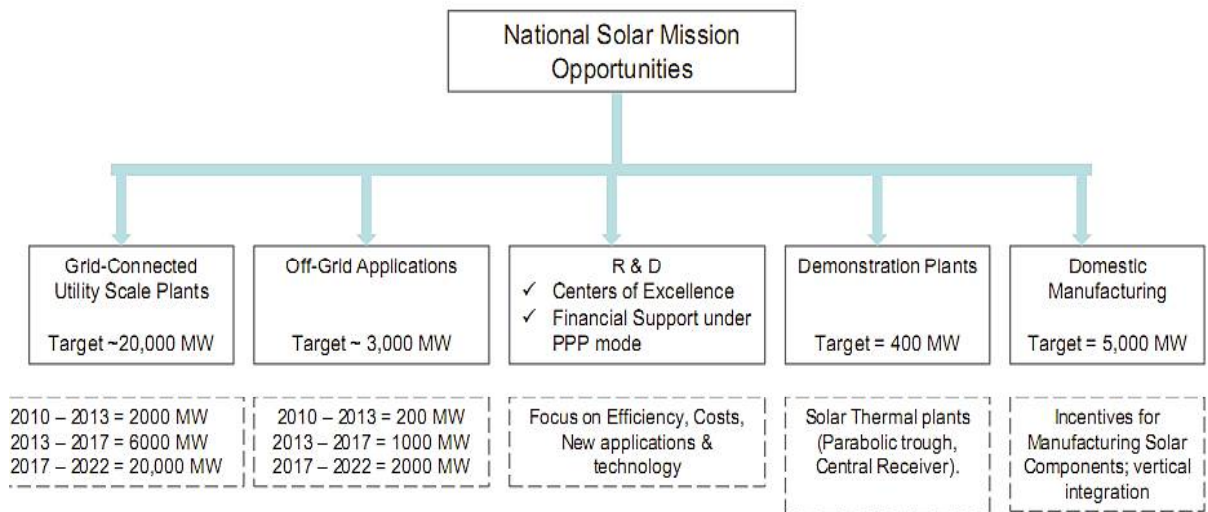 National Solar Mission
Opportunities
Grid-Connected
Utility Scale Plants
Target ~20,000 MW
Off-Grid Applications
Target ~ 3,000 MW
R & D
✓ Centers of Excellence
✓ Financial Support under
PPP mode
Demonstration Plants
Target = 400 MW
Domestic
Manufacturing
Target = 5,000 MW
2010 – 2013 = 2000 MW
2013 – 2017 = 6000 MW
2017 – 2022 = 20,000 MW
2010 – 2013 = 200 MW
2013 – 2017 = 1000 MW
2017 – 2022 = 2000 MW
Focus on Efficiency, Costs,
New applications &
technology
Solar Thermal plants
(Parabolic trough,
Central Receiver).
Incentives for
Manufacturing Solar
Components; vertical
integration